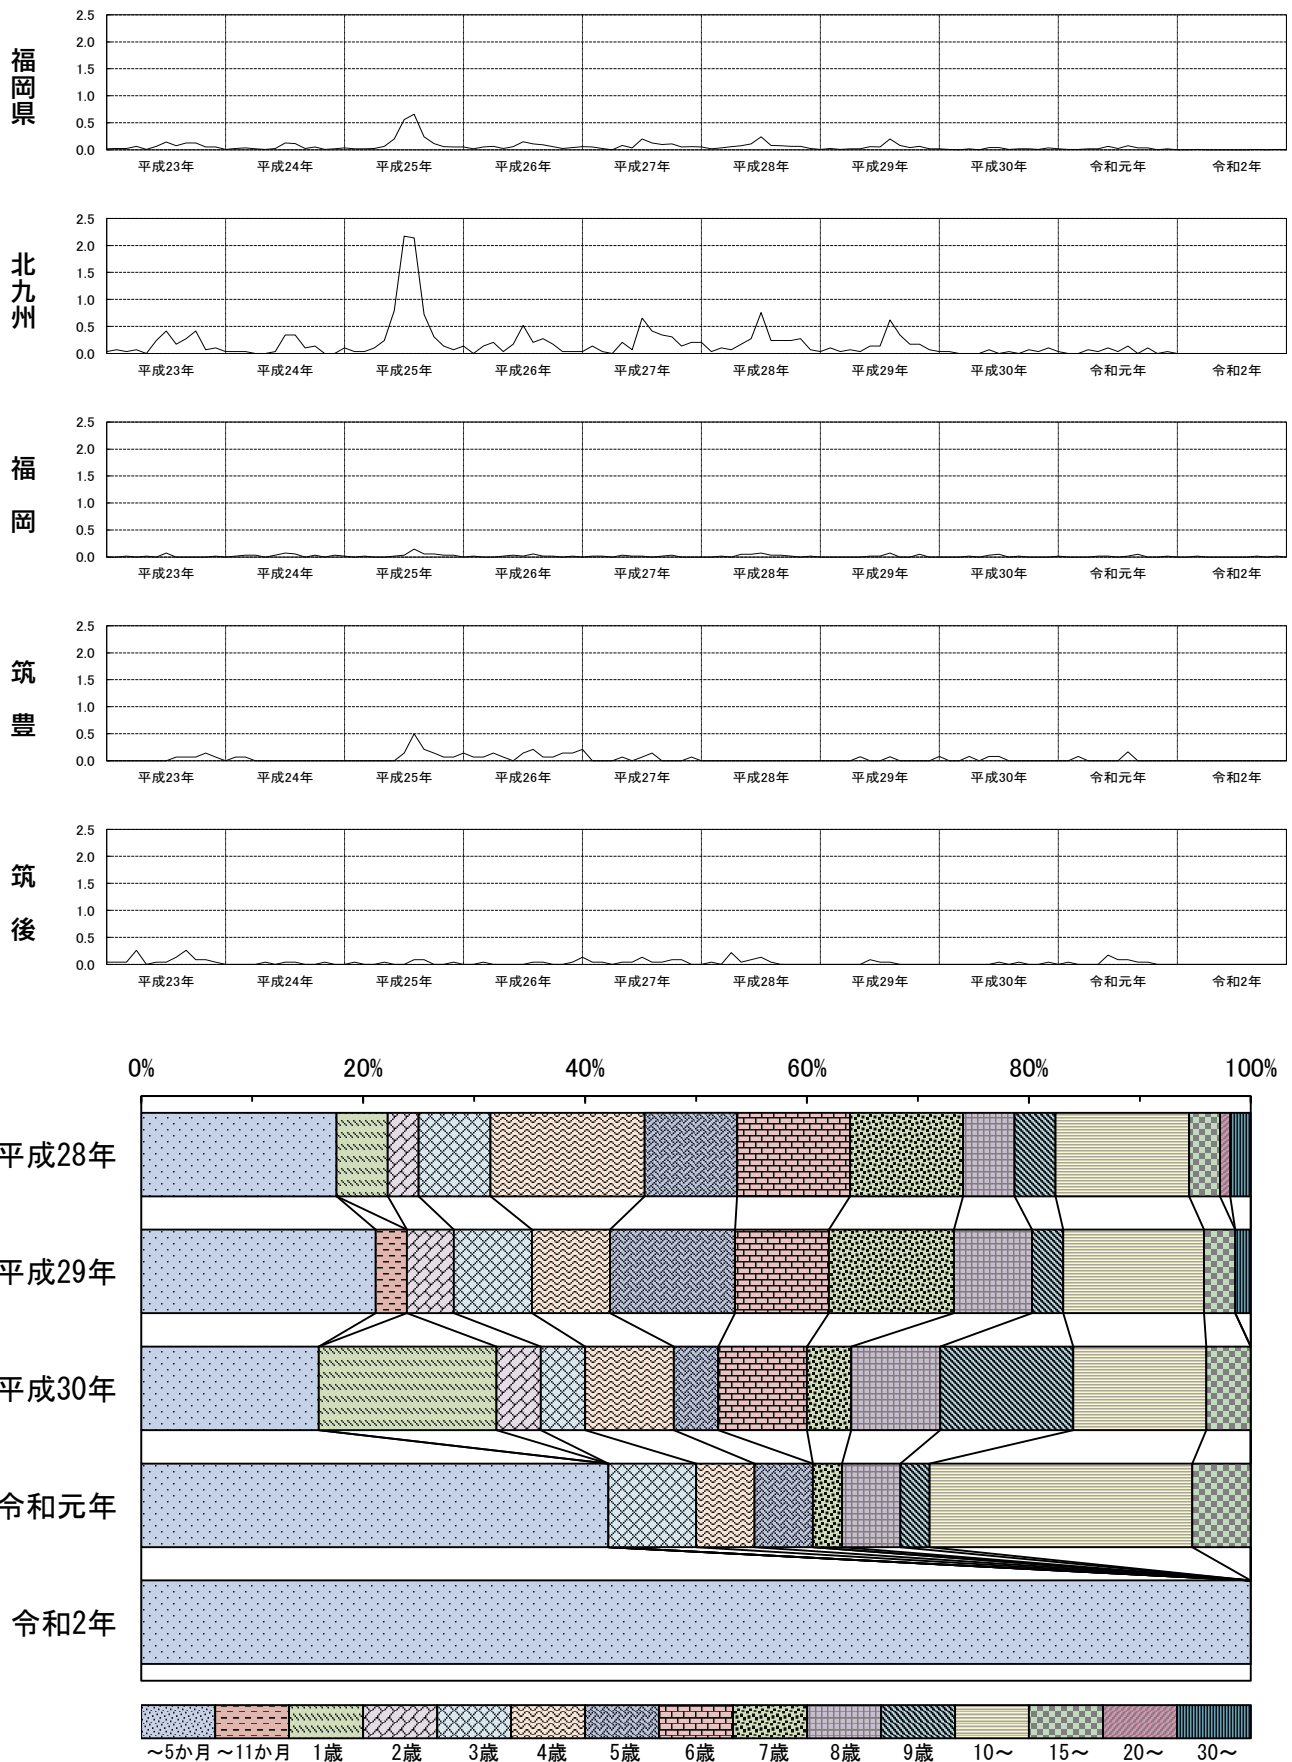 福岡県
2.5
2.0
1.5
1.0
0.5
0.0
平成23年 平成24年 平成25年 平成26年 平成27年 平成28年 平成29年 平成30年 令和元年 令和2年
北九州
2.5
2.0
1.5
1.0
0.5
0.0
平成23年 平成24年 平成25年 平成26年 平成27年 平成28年 平成29年 平成30年 令和元年 令和2年
福岡
2.5
2.0
1.5
1.0
0.5
0.0
平成23年 平成24年 平成25年 平成26年 平成27年 平成28年 平成29年 平成30年 令和元年 令和2年
筑豊
2.5
2.0
1.5
1.0
0.5
0.0
平成23年 平成24年 平成25年 平成26年 平成27年 平成28年 平成29年 平成30年 令和元年 令和2年
筑後
2.5
2.0
1.5
1.0
0.5
0.0
平成23年 平成24年 平成25年 平成26年 平成27年 平成28年 平成29年 平成30年 令和元年 令和2年
0% 20% 40% 60% 80% 100%
平成28年
平成29年
平成30年
令和元年
令和2年
～5か月 ～11か月 1歳 2歳 3歳 4歳 5歳 6歳 7歳 8歳 9歳 10～ 15～ 20～ 30～